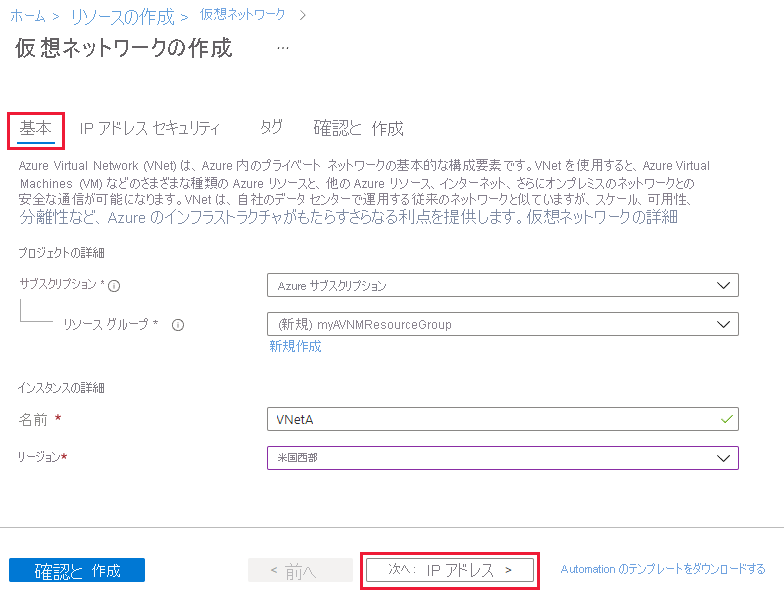 ホーム > リソースの作成 > 仮想ネットワーク >
仮想ネットワークの作成 ...
基本 IP アドレス セキュリティ タグ 確認と 作成
Azure Virtual Network (VNet) は、Azure 内のプライベート ネットワークの基本的な構成要素です。VNet を使用すると、Azure Virtual
Machines (VM) などのさまざまな種類の Azure リソースと、他の Azure リソース、インターネット、さらにオンプレミスのネットワークとの
安全な通信が可能になります。VNet は、自社のデータ センターで運用する従来のネットワークと似ていますが、スケール、可用性、
分離性など、Azure のインフラストラクチャがもたらすさらなる利点を提供します。仮想ネットワークの詳細
プロジェクトの詳細
サブスクリプション * Azure サブスクリプション
リソース グループ * (新規) myAVNMResourceGroup
新規作成
インスタンスの詳細
名前 * VNetA
リージョン* 米国西部
確認と 作成 < 前へ 次へ: IP アドレス > Automation のテンプレートをダウンロードする